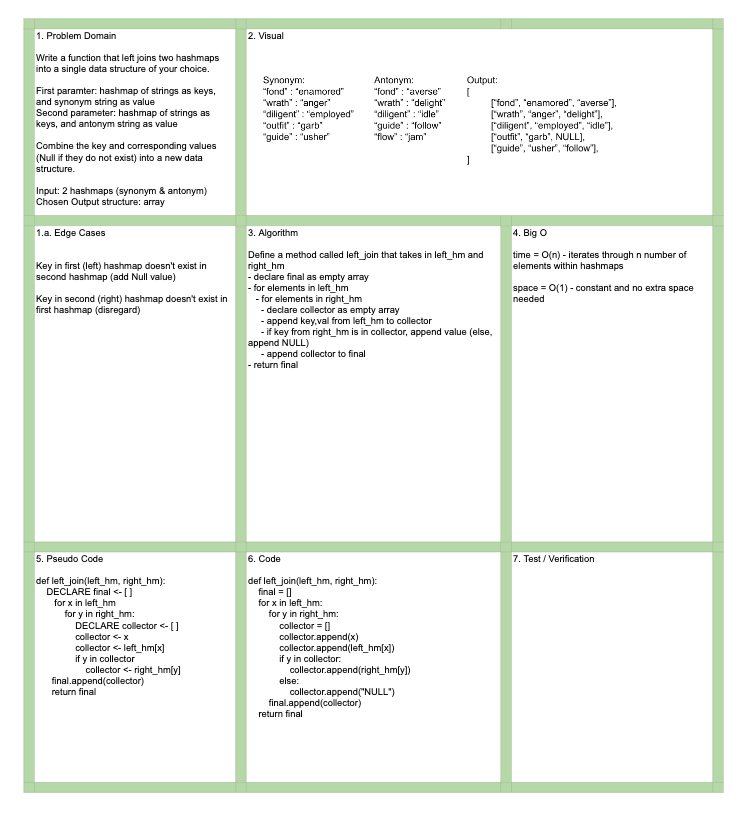 1. Problem Domain
Write a function that left joins two hashmaps
into a single data structure of your choice.
First paramter: hashmap of strings as keys,
and synonym string as value
Second parameter: hashmap of strings as
keys, and antonym string as value
Combine the key and corresponding values
(Null if they do not exist) into a new data
structure.
Input: 2 hashmaps (synonym & antonym)
Chosen Output structure: array
2. Visual
Synonym:
“fond” : “enamored”
“wrath” : “anger”
“diligent” : “employed”
“outfit” : “garb”
“guide” : “usher”
Antonym:
“fond” : “averse”
“wrath” : “delight”
“diligent” : “idle”
“guide” : “follow”
“flow” : “jam”
Output:
[
[“fond”, “enamored”, “averse”],
[“wrath”, “anger”, “delight”],
[“diligent”, “employed”, “idle”],
[“outfit”, “garb”, NULL],
[“guide”, “usher”, “follow”],
]
1.a. Edge Cases
Key in first (left) hashmap doesn't exist in
second hashmap (add Null value)
Key in second (right) hashmap doesn't exist in
first hashmap (disregard)
3. Algorithm
Define a method called left_join that takes in left_hm and
right_hm
- declare final as empty array
- for elements in left_hm
- for elements in right_hm
- declare collector as empty array
- append key,val from left_hm to collector
- if key from right_hm is in collector, append value (else,
append NULL)
- append collector to final
- return final
4. Big O
time = O(n) - iterates through n number of
elements within hashmaps
space = O(1) - constant and no extra space
needed
5. Pseudo Code
def left_join(left_hm, right_hm):
DECLARE final <- [ ]
for x in left_hm
for y in right_hm:
DECLARE collector <- [ ]
collector <- x
collector <- left_hm[x]
if y in collector
collector <- right_hm[y]
final.append(collector)
return final
6. Code
def left_join(left_hm, right_hm):
final = []
for x in left_hm:
for y in right_hm:
collector = []
collector.append(x)
collector.append(left_hm[x])
if y in collector:
collector.append(right_hm[y])
else:
collector.append("NULL")
final.append(collector)
return final
7. Test / Verification